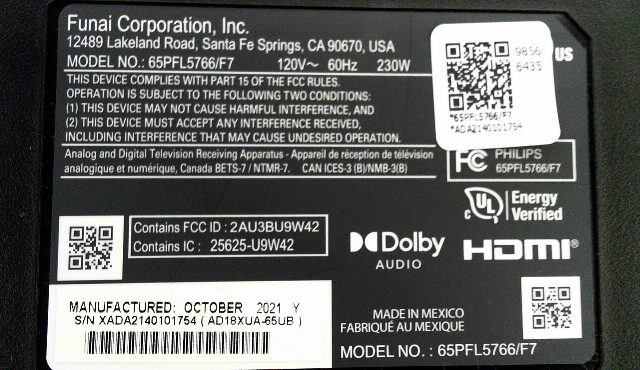 Funai Corporation, Inc.
12489 Lakeland Road, Santa Fe Springs, CA 90670, USA
MODEL NO.: 65PFL5766/F7 120V~ 60Hz 230W
THIS DEVICE COMPLIES WITH PART 15 OF THE FCC RULES.
OPERATION IS SUBJECT TO THE FOLLOWING TWO CONDITIONS:
(1) THIS DEVICE MAY NOT CAUSE HARMFUL INTERFERENCE, AND
(2) THIS DEVICE MUST ACCEPT ANY INTERFERENCE RECEIVED,
INCLUDING INTERFERENCE THAT MAY CAUSE UNDESIRED OPERATION.
Analog and Digital Television Receiving Apparatus - Appareil de réception de télévision
analogique et numérique, Canada BETS-7 / NTMR-7. CAN ICES-3 (B)/NMB-3(B)
9856
6435
US
*65PFL5766/F7
*ADA2140101754
FC PHILIPS
65PFL5766/F7
c UL Energy
Verified
Contains FCC ID : 2AU3BU9W42
Contains IC : 25625-U9W42
Dolby
AUDIO
HDMI®
MANUFACTURED: OCTOBER 2021 Y
S/N XADA2140101754 ( AD18XUA-65UB )
MADE IN MEXICO
FABRIQUÉ AU MEXIQUE
MODEL NO. : 65PFL5766/F7